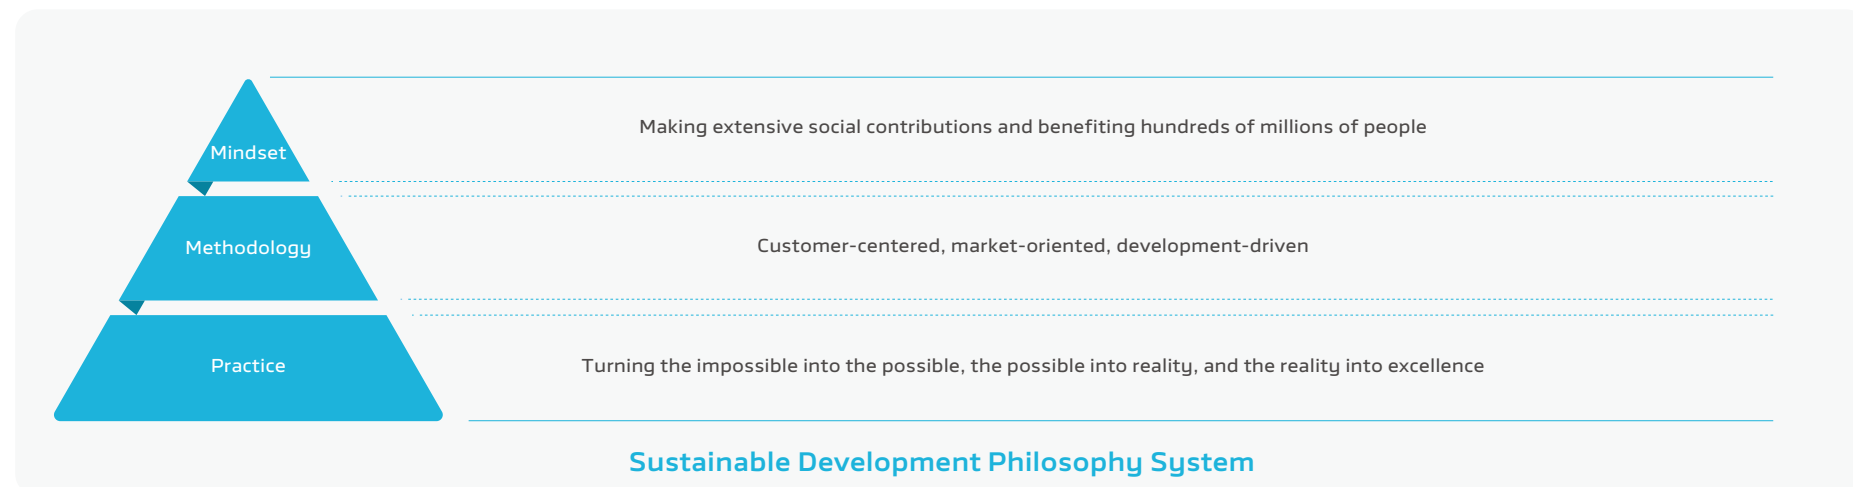 Mindset
Making extensive social contributions and benefiting hundreds of millions of people
Methodology
Customer-centered, market-oriented, development-driven
Practice
Turning the impossible into the possible, the possible into reality, and the reality into excellence
Sustainable Development Philosophy System